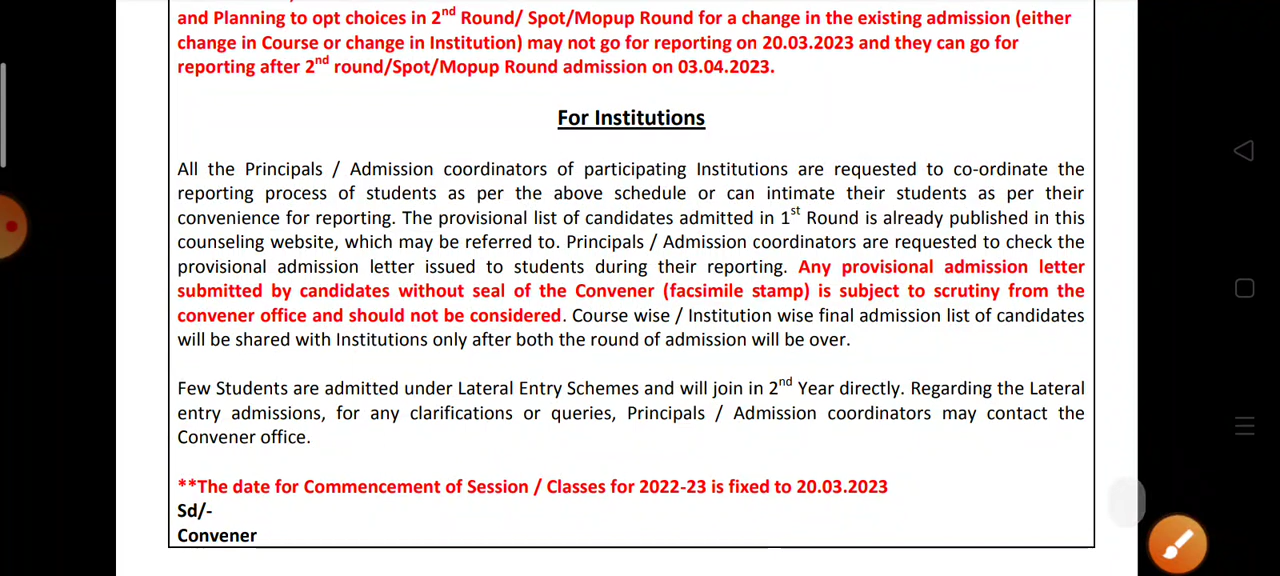 and Planning to opt choices in 2nd Round/ Spot/Mopup Round for a change in the existing admission (either
change in Course or change in Institution) may not go for reporting on 20.03.2023 and they can go for
reporting after 2nd round/Spot/Mopup Round admission on 03.04.2023.
For Institutions
All the Principals / Admission coordinators of participating Institutions are requested to co-ordinate the
reporting process of students as per the above schedule or can intimate their students as per their
convenience for reporting. The provisional list of candidates admitted in 1st Round is already published in this
counseling website, which may be referred to. Principals / Admission coordinators are requested to check the
provisional admission letter issued to students during their reporting. Any provisional admission letter
submitted by candidates without seal of the Convener (facsimile stamp) is subject to scrutiny from the
convener office and should not be considered. Course wise / Institution wise final admission list of candidates
will be shared with Institutions only after both the round of admission will be over.
Few Students are admitted under Lateral Entry Schemes and will join in 2nd Year directly. Regarding the Lateral
entry admissions, for any clarifications or queries, Principals / Admission coordinators may contact the
Convener office.
**The date for Commencement of Session / Classes for 2022-23 is fixed to 20.03.2023
Sd/-
Convener